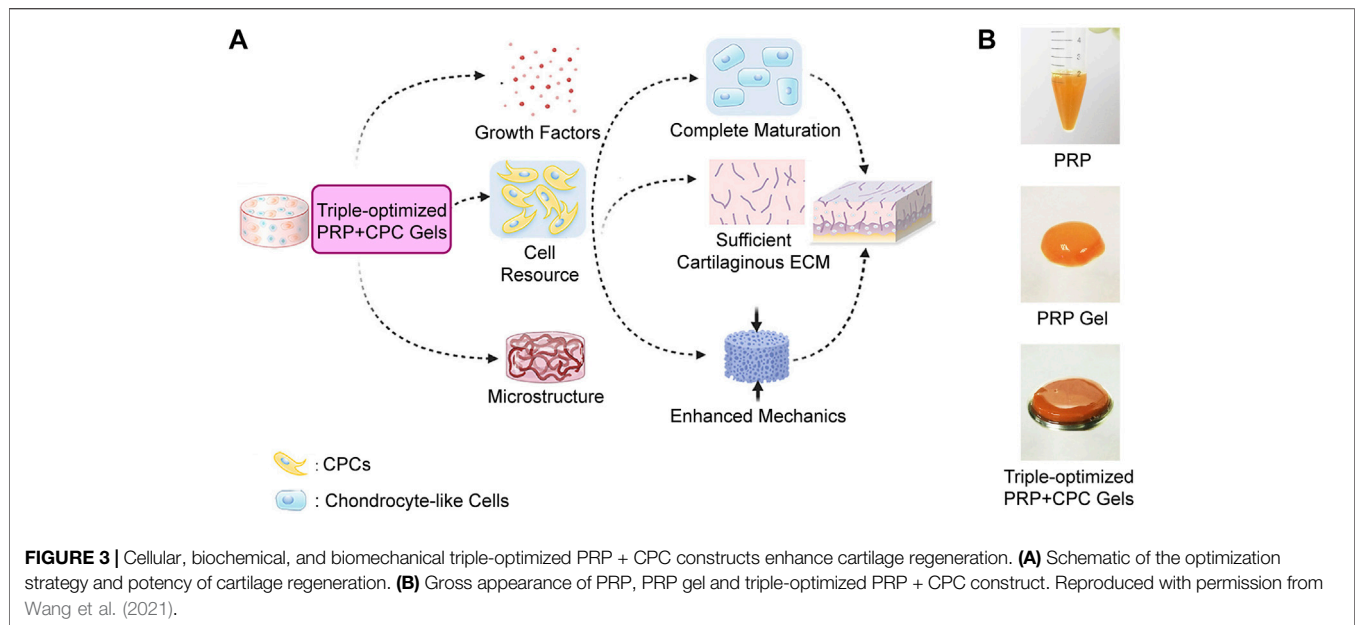 A
Growth Factors
Triple-optimized
PRP+CPC Gels
Cell
Resource
Microstructure
Complete Maturation
Sufficient
Cartilaginous ECM
Enhanced Mechanics
: CPCs
: Chondrocyte-like Cells
B
PRP
PRP Gel
Triple-optimized
PRP+CPC Gels
FIGURE 3 | Cellular, biochemical, and biomechanical triple-optimized PRP + CPC constructs enhance cartilage regeneration. (A) Schematic of the optimization
strategy and potency of cartilage regeneration. (B) Gross appearance of PRP, PRP gel and triple-optimized PRP + CPC construct. Reproduced with permission from
Wang et al. (2021).